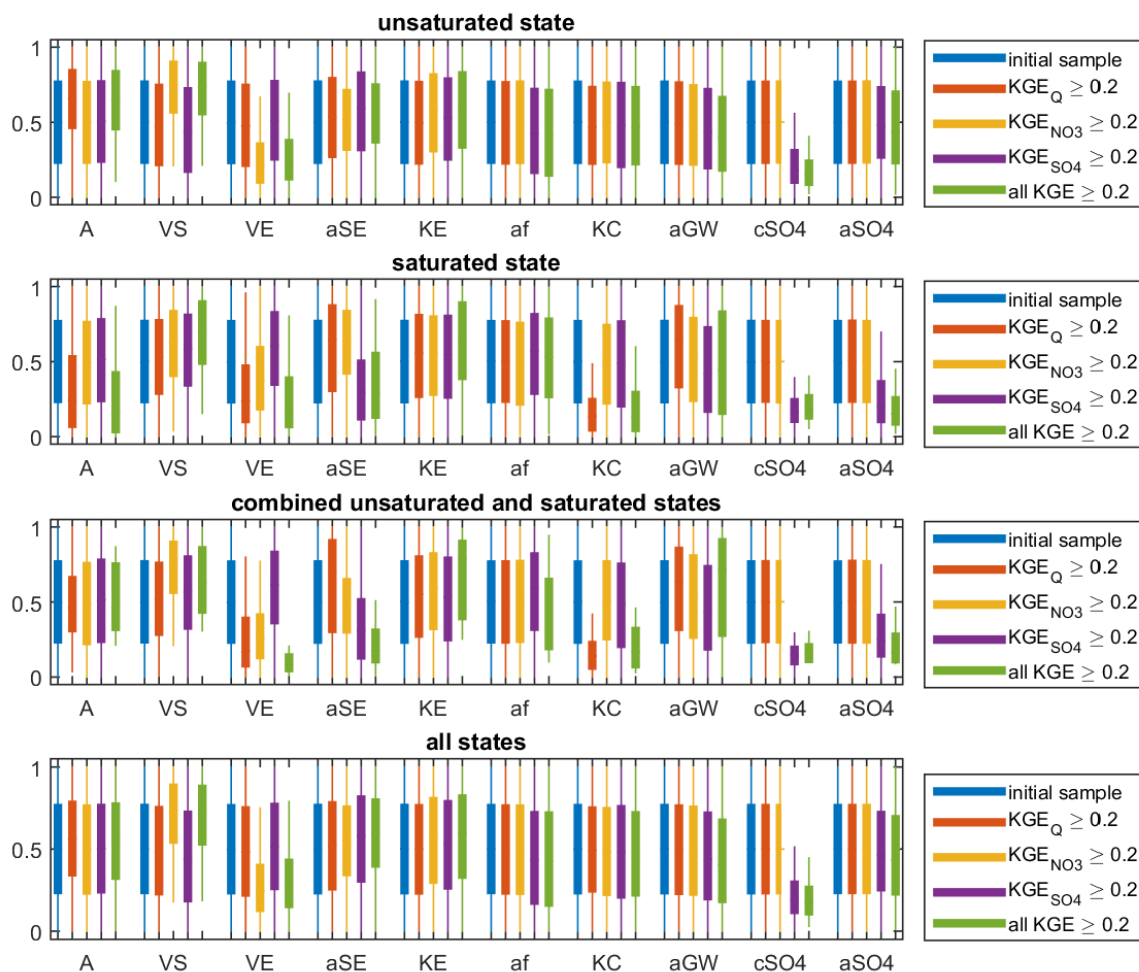 unsaturated state
1
0.5
0
A VS VE aSE KE af KC aGW cSO4 aSO4
initial sample
KGE_Q ≥ 0.2
KGE_NO3 ≥ 0.2
KGE_SO4 ≥ 0.2
all KGE ≥ 0.2
saturated state
1
0.5
0
A VS VE aSE KE af KC aGW cSO4 aSO4
initial sample
KGE_Q ≥ 0.2
KGE_NO3 ≥ 0.2
KGE_SO4 ≥ 0.2
all KGE ≥ 0.2
combined unsaturated and saturated states
1
0.5
0
A VS VE aSE KE af KC aGW cSO4 aSO4
initial sample
KGE_Q ≥ 0.2
KGE_NO3 ≥ 0.2
KGE_SO4 ≥ 0.2
all KGE ≥ 0.2
all states
1
0.5
0
A VS VE aSE KE af KC aGW cSO4 aSO4
initial sample
KGE_Q ≥ 0.2
KGE_NO3 ≥ 0.2
KGE_SO4 ≥ 0.2
all KGE ≥ 0.2